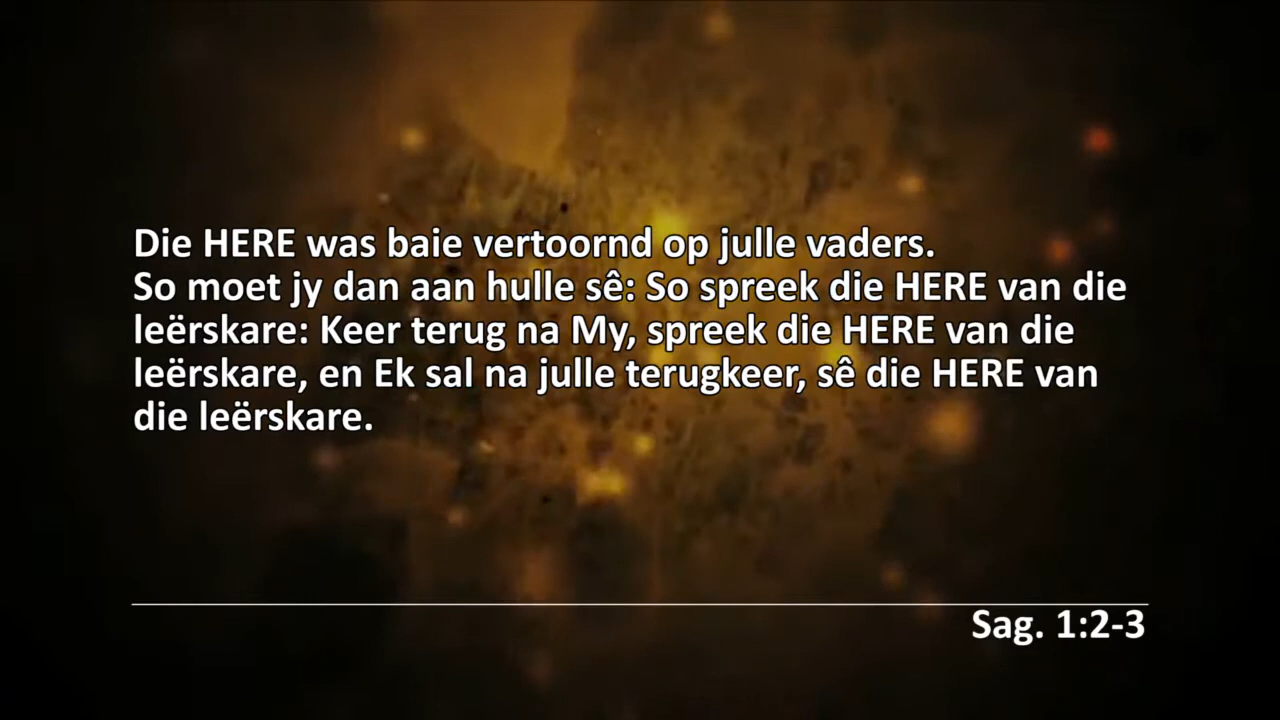 Die HERE was baie vertoornd op julle vaders.
So moet jy dan aan hulle sê: So spreek die HERE van die
leërskare: Keer terug na My, spreek die HERE van die
leërskare, en Ek sal na julle terugkeer, sê die HERE van
die leërskare.
Sag. 1:2-3